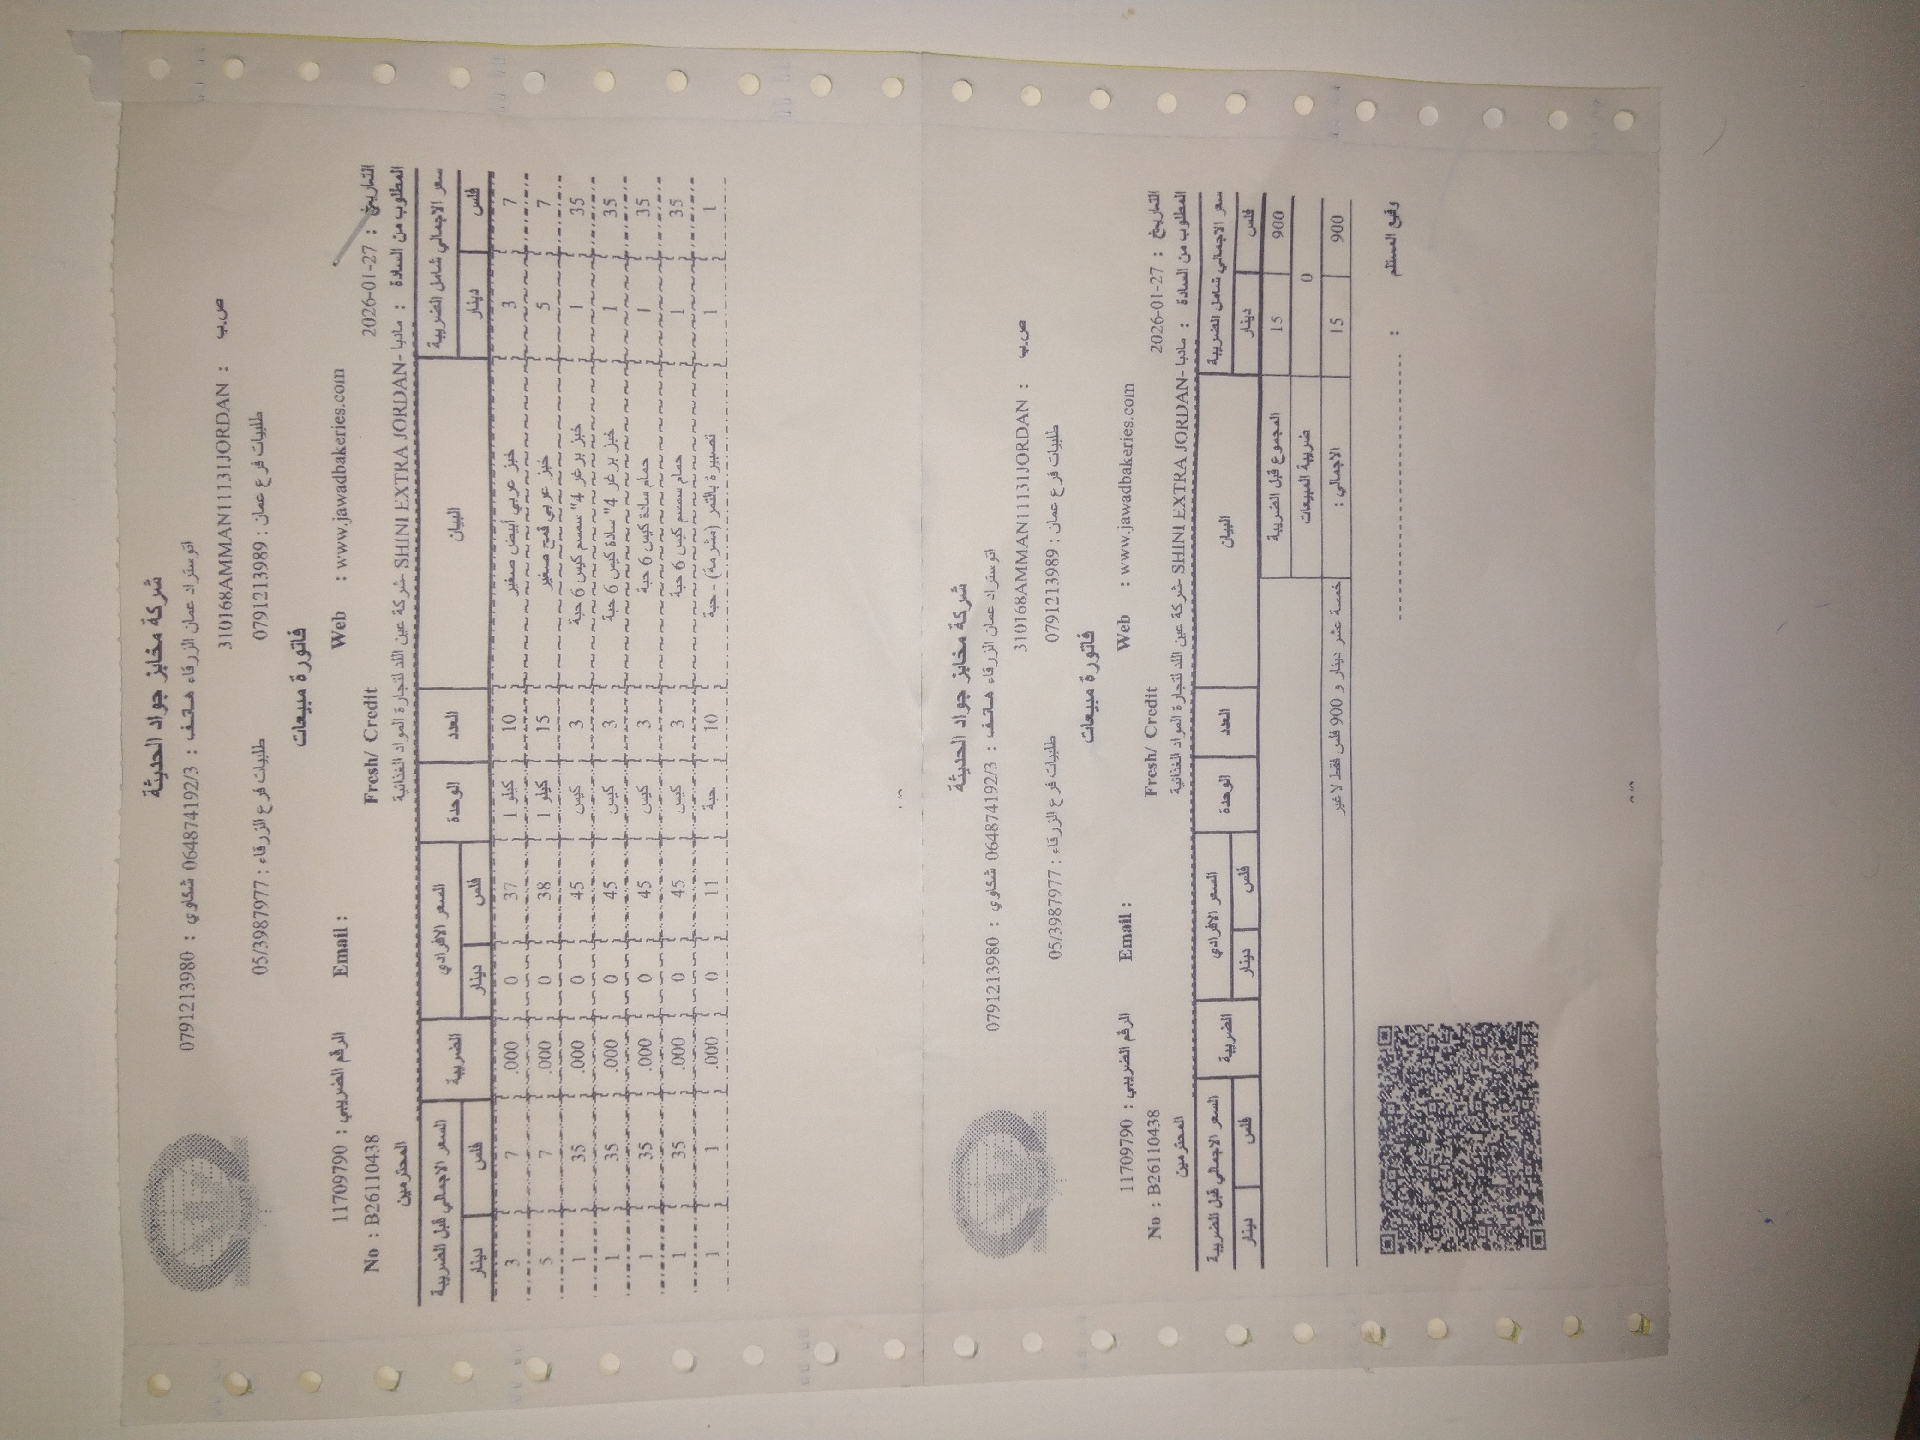 شركة مخابز جواد الحديثة
اتوستراد عمان الزرقاء هاتف : 064874192/3 شكاوي : 0791213980
ص.ب : 310168AMMAN11131JORDAN
طلبيات فرع عمان : 0791213989 طلبيات فرع الزرقاء : 05/3987977
فاتورة مبيعات
Web : www.jawadbakeries.com Email : الرقم الضريبي : 11709790
التاريخ : 2026-01-27 Fresh/ Credit No : B26110438
المطلوب من السادة : مادبا -SHINI EXTRA JORDAN شركة عين اللد لتجارة المواد الغذائية المحترمين
سعر الاجمالي شامل الضريبة البيان العدد الوحدة السعر الافرادي الضريبة السعر الاجمالي قبل الضريبة
فلس دينار فلس دينار فلس دينار
7 3 خبز عربي أبيض صغير 10 كيلو 1 37 0 .000 7 3
7 5 خبز عربي قمح صغير 15 كيلو 1 38 0 .000 7 5
35 1 خبز برغر 4" سمسم كيس 6 حبة 3 كيس 45 0 .000 35 1
35 1 خبز برغر 4" سادة كيس 6 حبة 3 كيس 45 0 .000 35 1
35 1 حمام سادة كيس 6 حبة 3 كيس 45 0 .000 35 1
35 1 حمام سمسم كيس 6 حبة 3 كيس 45 0 .000 35 1
1 1 بالتمر - حبة 10 حبة 11 0 .000 1 1
شركة مخابز جواد الحديثة
اتوستراد عمان الزرقاء هاتف : 064874192/3 شكاوي : 0791213980
ص.ب : 310168AMMAN11131JORDAN
طلبيات فرع عمان : 0791213989 طلبيات فرع الزرقاء : 05/3987977
فاتورة مبيعات
Web : www.jawadbakeries.com Email : الرقم الضريبي : 11709790
التاريخ : 2026-01-27 Fresh/ Credit No : B26110438
المطلوب من السادة : مادبا -SHINI EXTRA JORDAN شركة عين اللد لتجارة المواد الغذائية المحترمين
سعر الاجمالي شامل الضريبة البيان العدد الوحدة السعر الافرادي الضريبة السعر الاجمالي قبل الضريبة
فلس دينار فلس دينار فلس دينار
900 15 المجموع قبل الضريبة
0 ضريبة المبيعات
900 15 الاجمالي : خمسة عشر دينار و 900 فلس فقط لا غير
وقيع المستلم :